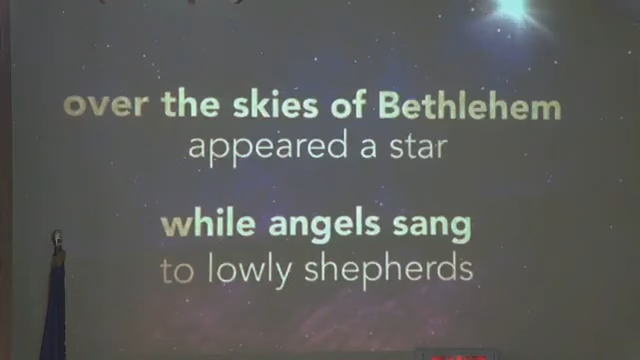 over the skies of Bethlehem
appeared a star
while angels sang
to lowly shepherds